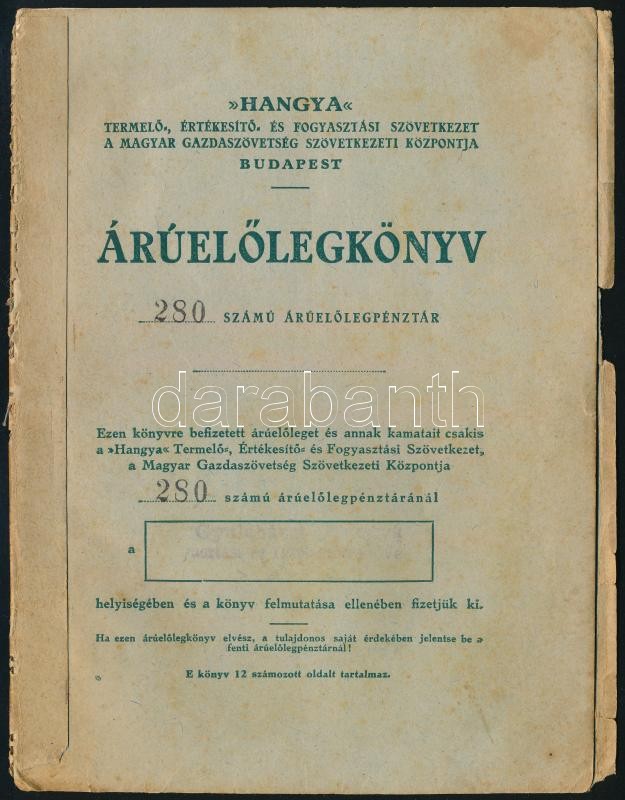 »HANGYA«
TERMELŐ-, ÉRTÉKESÍTŐ- ÉS FOGYASZTÁSI SZÖVETKEZET
A MAGYAR GAZDASZÖVETSÉG SZÖVETKEZETI KÖZPONTJA
BUDAPEST
ÁRÚELŐLEGKÖNYV
280 SZÁMÚ ÁRÚELŐLEGPÉNZTÁR
darabanth
Ezen könyvre befizetett árúelőleget és annak kamatait csakis
a »Hangya« Termelő-, Értékesítő- és Fogyasztási Szövetkezet,
a Magyar Gazdaszövetség Szövetkezeti Központja
280 számú árúelőlegpénztáránál
a
helyiségében és a könyv felmutatása ellenében fizetjük ki.
Ha ezen árúelőlegkönyv elvész, a tulajdonos saját érdekében jelentse be a
fenti árúelőlegpénztárnál!
E könyv 12 számozott oldalt tartalmaz.